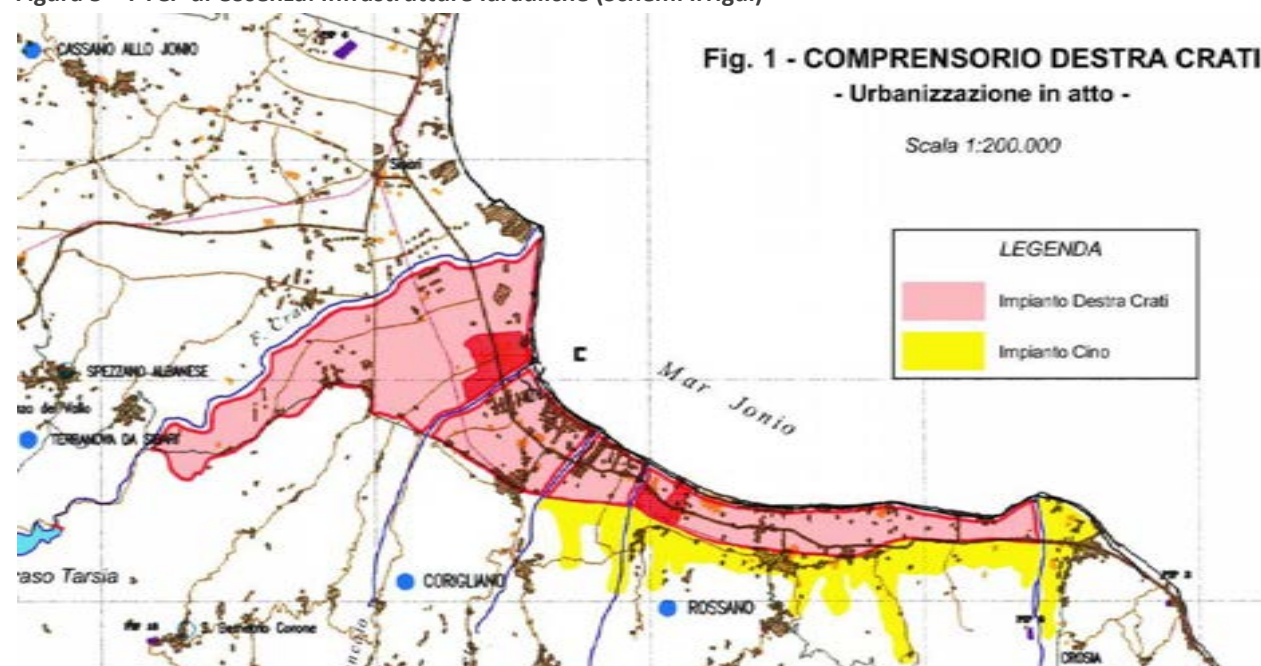 CASSANO ALLO JONIO
Fig. 1 - COMPRENSORIO DESTRA CRATI
- Urbanizzazione in atto -
Scala 1:200.000
Sibari
LEGENDA
Impianto Destra Crati
Impianto Cino
F. Crati
C
Mar Jonio
SPEZZANO ALBANESE
TERRANOVA DA SIBARI
CORIGLIANO
ROSSANO
CROSIA